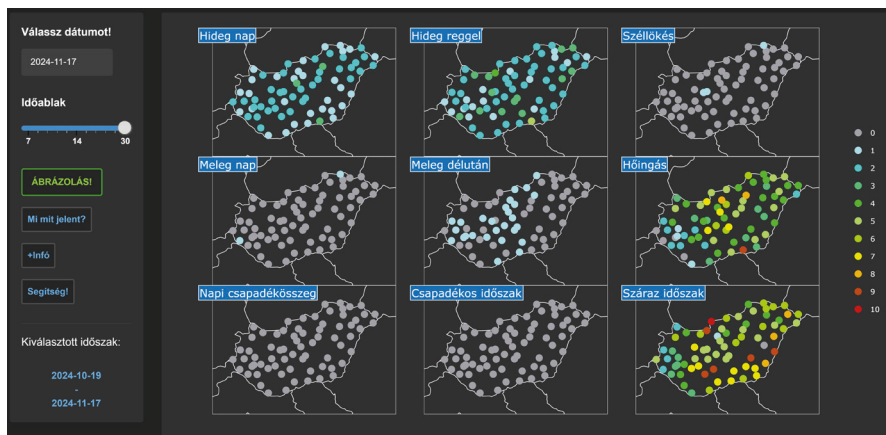 Válassz dátumot!
2024-11-17
Időablak
7 14 30
ÁBRÁZOLÁS!
Mi mit jelent?
+Infó
Segítség!
Kiválasztott időszak:
2024-10-19
-
2024-11-17
Hideg nap
Hideg reggel
Széllökés
Meleg nap
Meleg délután
Hőingás
Napi csapadékösszeg
Csapadékos időszak
Száraz időszak
0
1
2
3
4
5
6
7
8
9
10